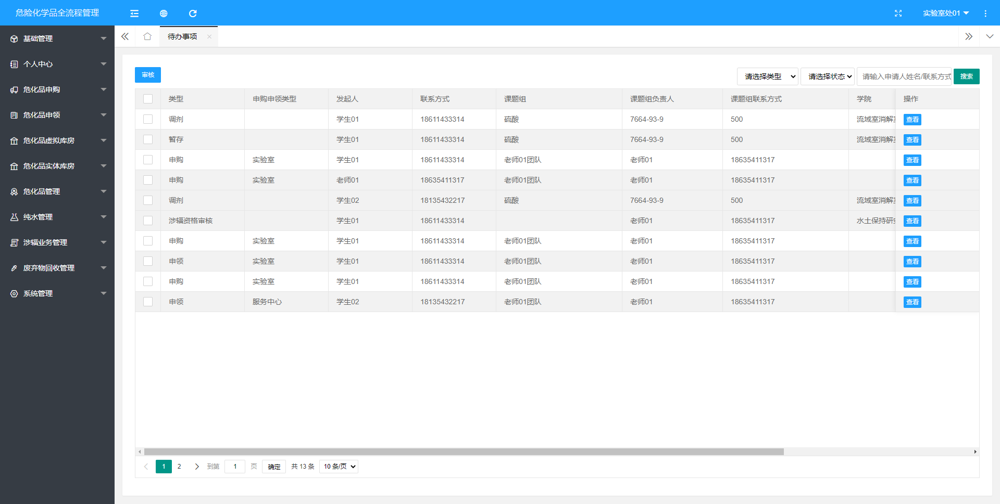 危险化学品全流程管理
实验室处01
基础管理
个人中心
危化品申购
危化品申领
危化品虚拟库房
危化品实体库房
危化品管理
纯水管理
涉辐业务管理
废弃物回收管理
系统管理
待办事项
审核
请选择类型 请选择状态 请输入申请人姓名/联系方式 搜索
类型 申购申领类型 发起人 联系方式 课题组 课题组负责人 课题组联系方式 学院 操作
调剂 学生01 18611433314 硫酸 7664-93-9 500 流域室消解 查看
暂存 学生01 18611433314 硫酸 7664-93-9 500 流域室消解 查看
申购 实验室 学生01 18611433314 老师01团队 老师01 18635411317 查看
申购 实验室 老师01 18635411317 老师01团队 老师01 18635411317 查看
调剂 学生02 18135432217 硫酸 7664-93-9 500 流域室消解 查看
涉辐资格审核 学生01 18611433314 老师01 18635411317 水土保持研 查看
申购 实验室 学生01 18611433314 老师01团队 老师01 18635411317 查看
申领 实验室 学生01 18611433314 老师01团队 老师01 18635411317 查看
申购 实验室 学生01 18611433314 老师01团队 老师01 18635411317 查看
申领 服务中心 学生02 18135432217 老师01团队 老师01 18635411317 查看
1 2 到第 1 页 确定 共 13 条 10 条/页